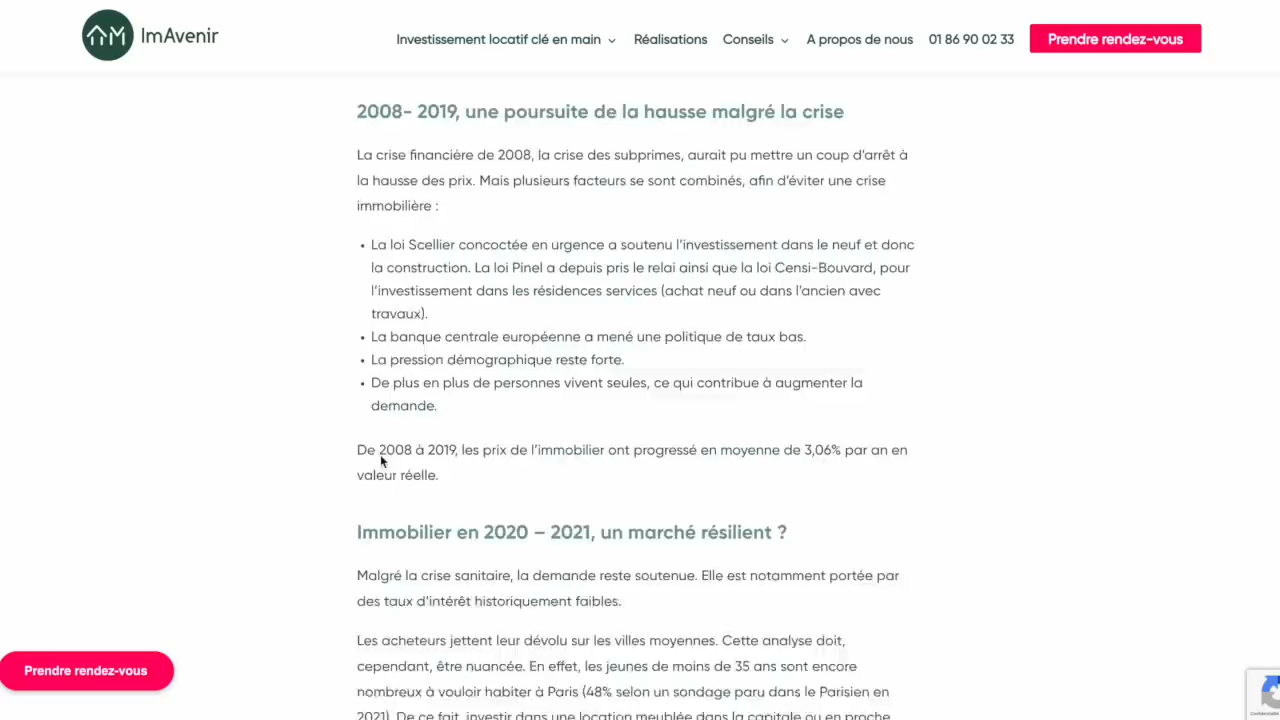 ImAvenir
Investissement locatif clé en main
Réalisations
Conseils
A propos de nous
01 86 90 02 33
Prendre rendez-vous
2008- 2019, une poursuite de la hausse malgré la crise
La crise financière de 2008, la crise des subprimes, aurait pu mettre un coup d'arrêt à
la hausse des prix. Mais plusieurs facteurs se sont combinés, afin d'éviter une crise
immobilière :
• La loi Scellier concoctée en urgence a soutenu l'investissement dans le neuf et donc
la construction. La loi Pinel a depuis pris le relai ainsi que la loi Censi-Bouvard, pour
l'investissement dans les résidences services (achat neuf ou dans l'ancien avec
travaux).
• La banque centrale européenne a mené une politique de taux bas.
• La pression démographique reste forte.
• De plus en plus de personnes vivent seules, ce qui contribue à augmenter la
demande.
De 2008 à 2019, les prix de l'immobilier ont progressé en moyenne de 3,06% par an en
valeur réelle.
Immobilier en 2020 – 2021, un marché résilient ?
Malgré la crise sanitaire, la demande reste soutenue. Elle est notamment portée par
des taux d'intérêt historiquement faibles.
Les acheteurs jettent leur dévolu sur les villes moyennes. Cette analyse doit,
cependant, être nuancée. En effet, les jeunes de moins de 35 ans sont encore
nombreux à vouloir habiter à Paris (48% selon un sondage paru dans le Parisien en
2021). De ce fait, investir dans une location meublée dans la capitale ou en proche
Prendre rendez-vous